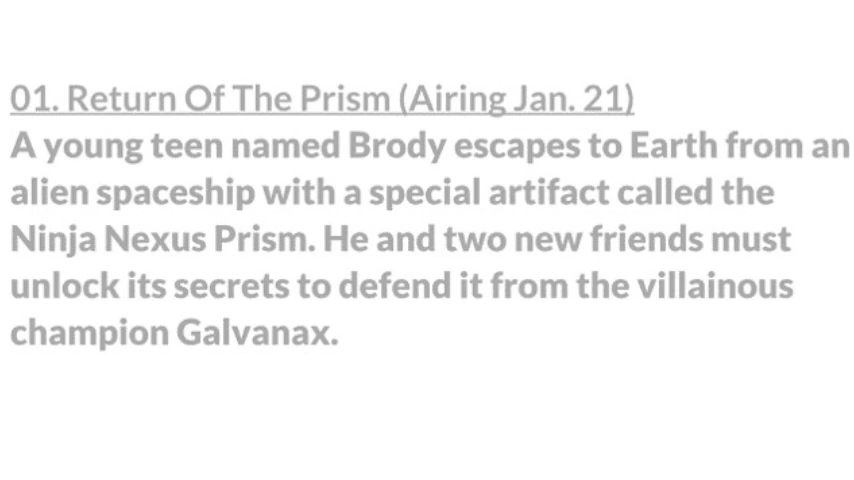 01. Return Of The Prism (Airing Jan. 21)
A young teen named Brody escapes to Earth from an
alien spaceship with a special artifact called the
Ninja Nexus Prism. He and two new friends must
unlock its secrets to defend it from the villainous
champion Galvanax.